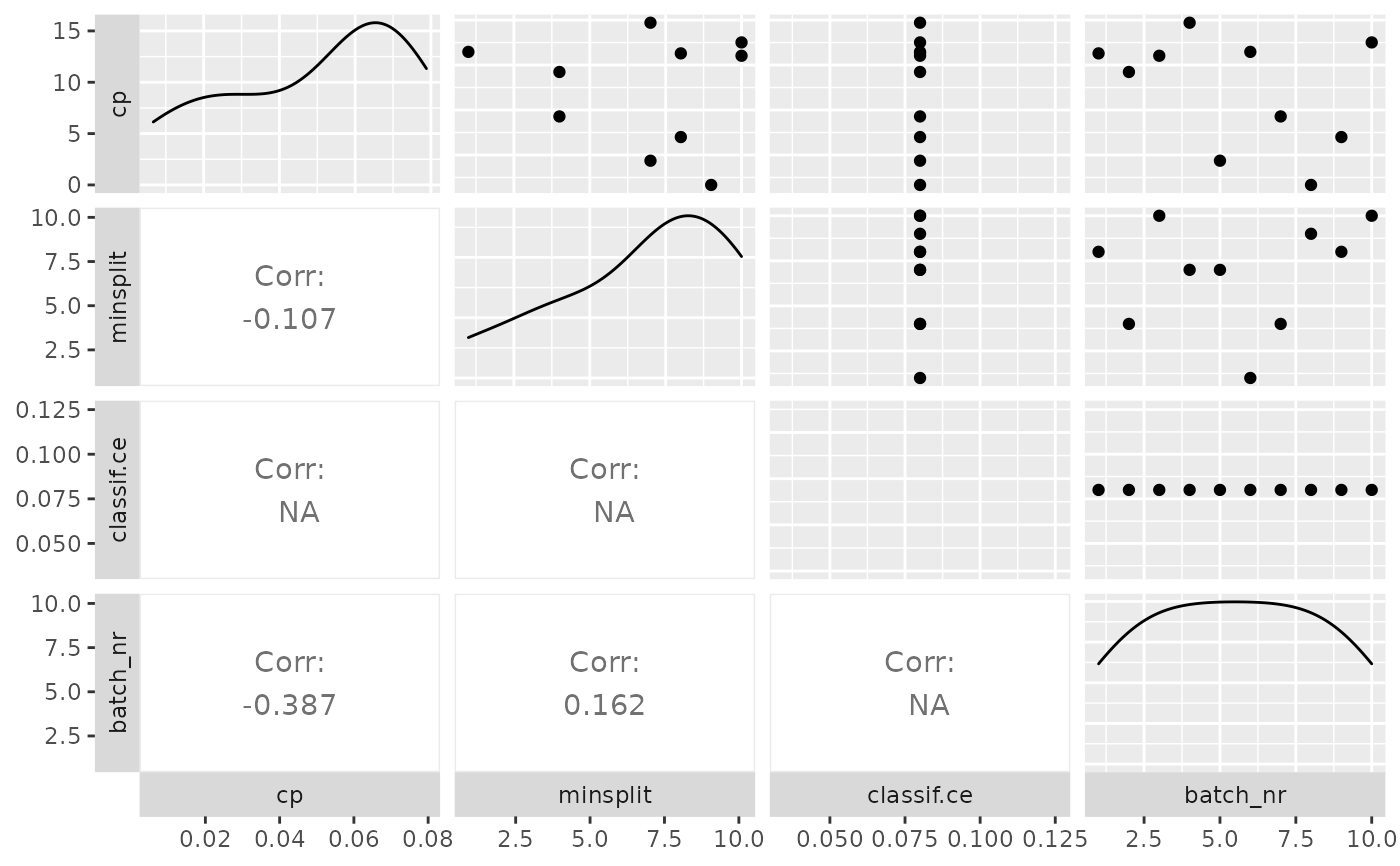 15
10
5
0
cp
10.0
7.5
5.0
2.5
minsplit
Corr:
-0.107
0.125
0.100
0.075
0.050
classif.ce
Corr:
NA
Corr:
NA
10.0
7.5
5.0
2.5
batch_nr
Corr:
-0.387
Corr:
0.162
Corr:
NA
cp
minsplit
classif.ce
batch_nr
0.02 0.04 0.06 0.08
2.5 5.0 7.5 10.0
0.050 0.075 0.100 0.125
2.5 5.0 7.5 10.0